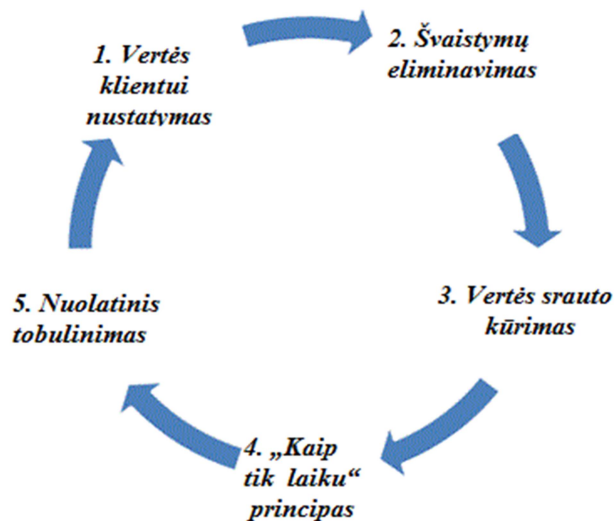 1. Vertės
klientui
nustatymas
2. Švaistymų
eliminavimas
3. Vertės srauto
kūrimas
4. „Kaip
tik laiku“
principas
5. Nuolatinis
tobulinimas